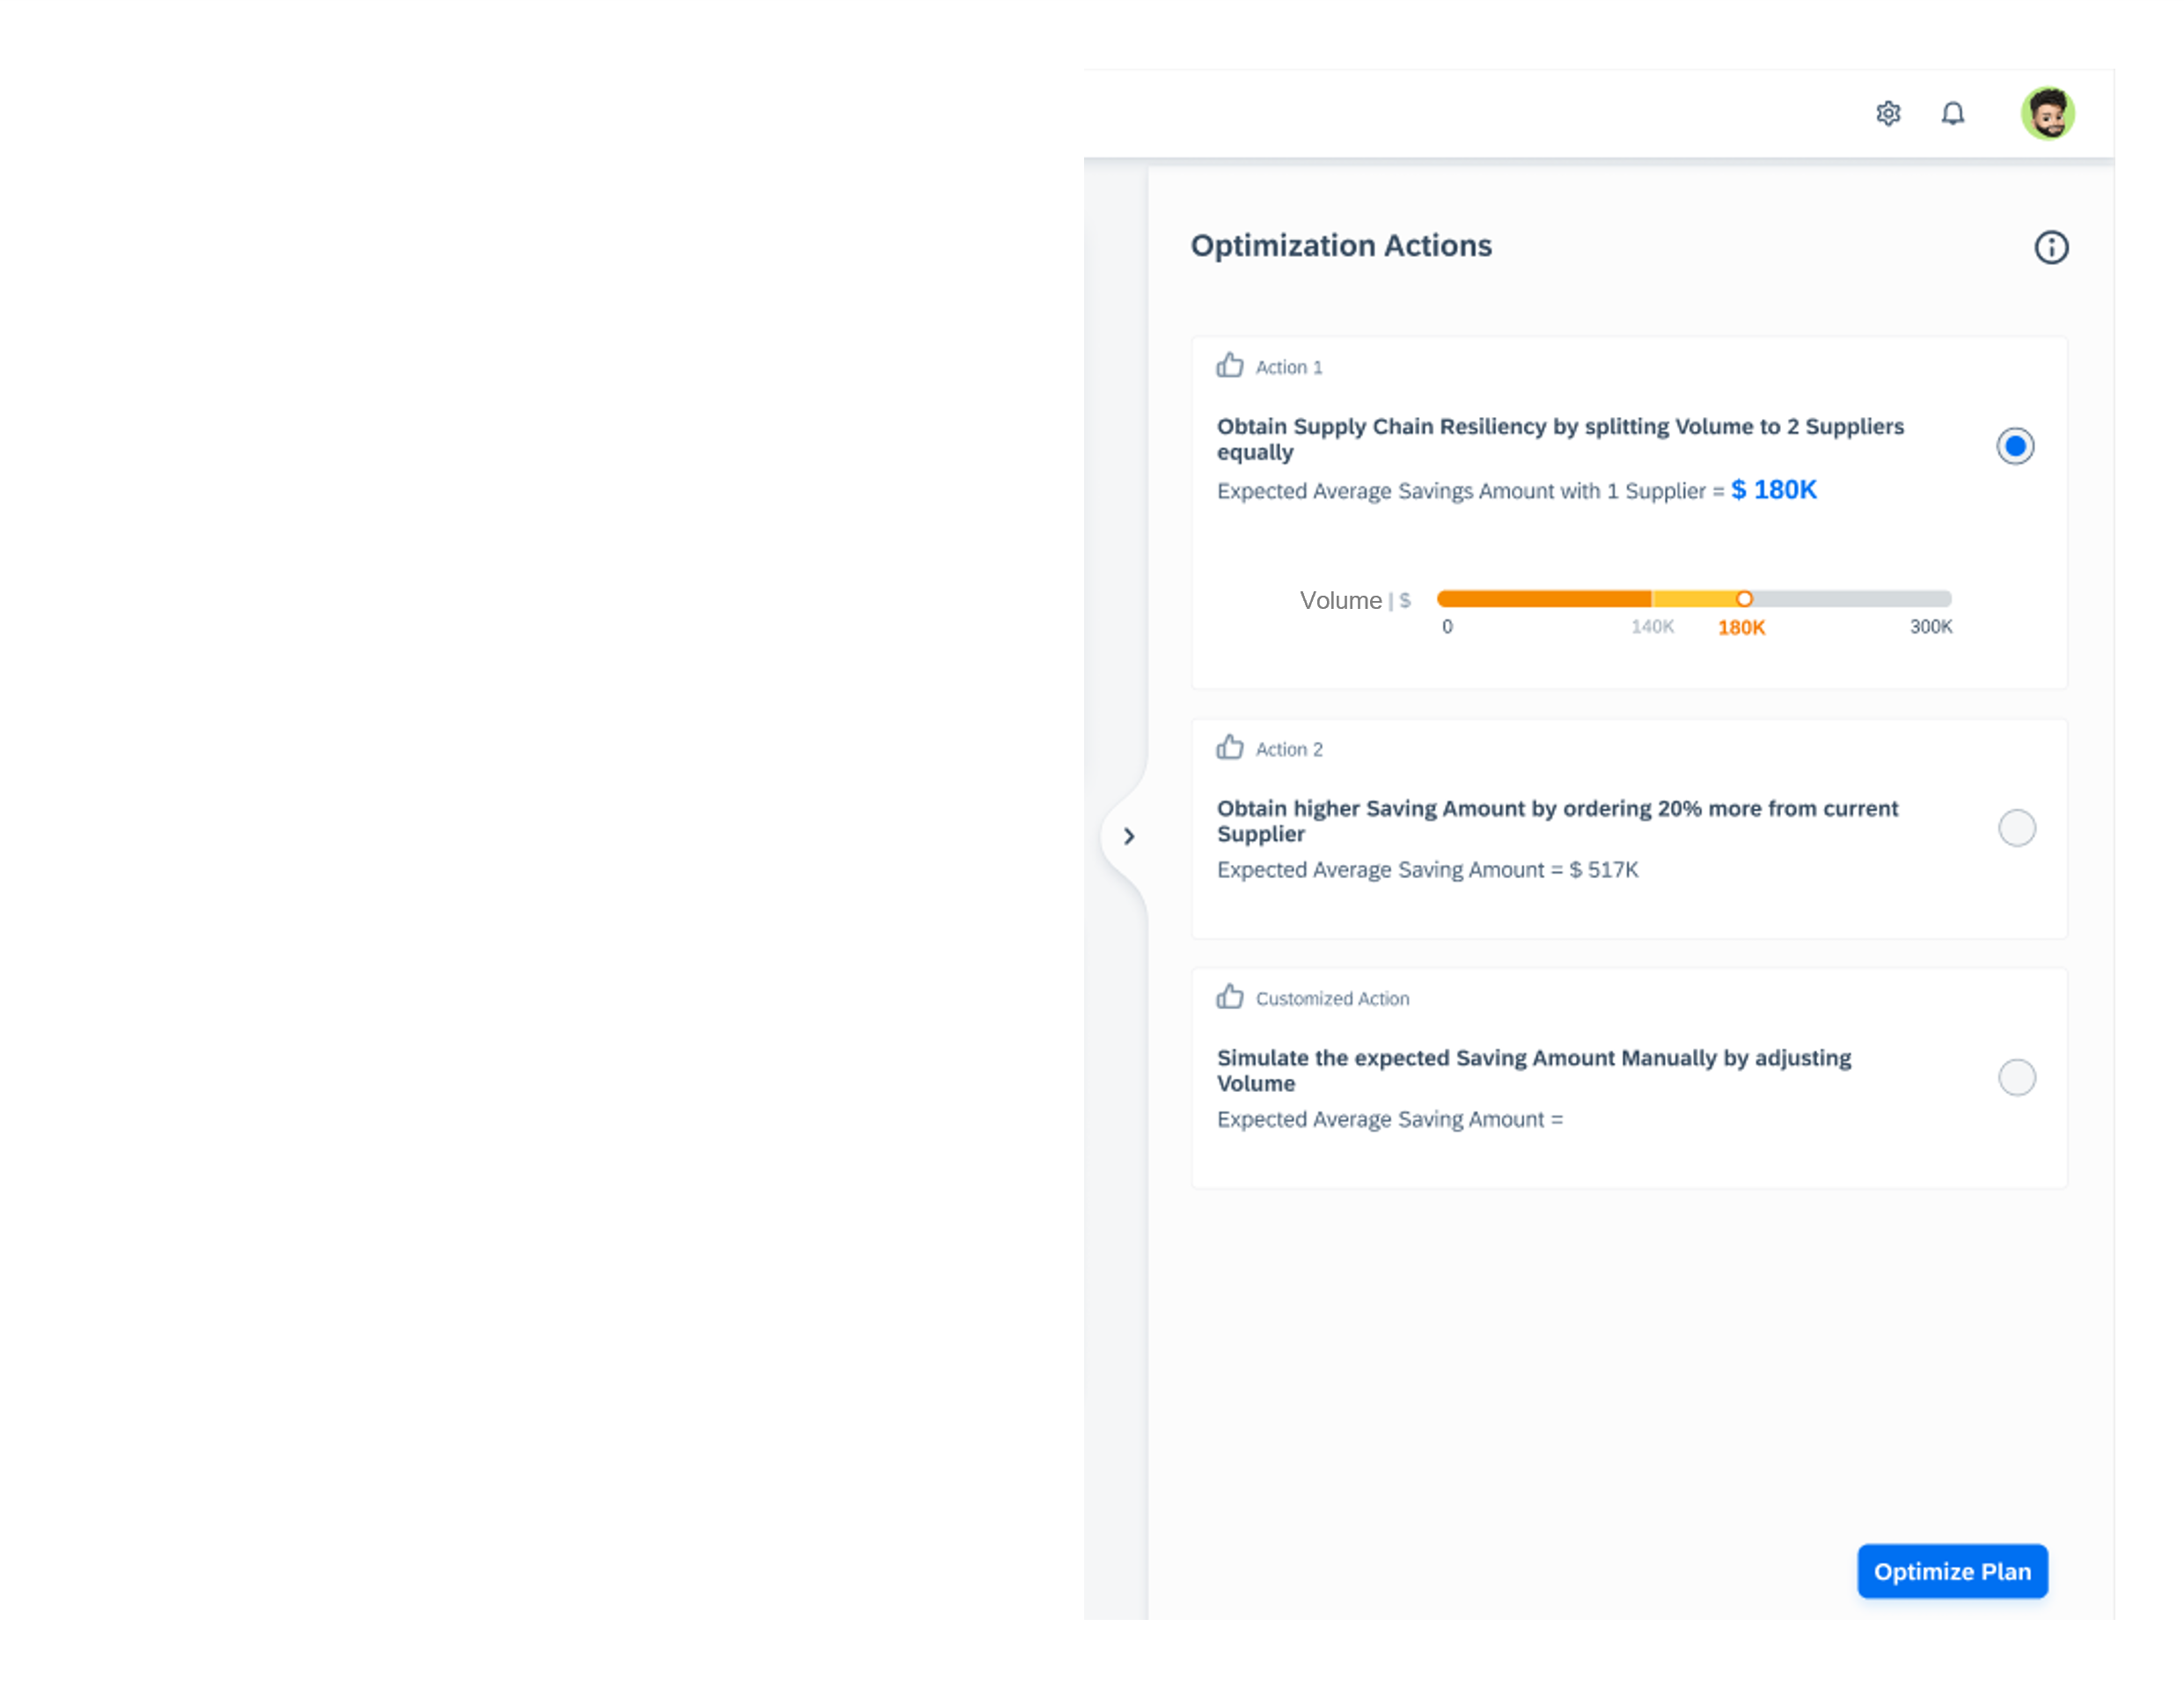 Optimization Actions
Action 1
Obtain Supply Chain Resiliency by splitting Volume to 2 Suppliers
equally
Expected Average Savings Amount with 1 Supplier = $ 180K
Volume | $
0 140K 180K 300K
Action 2
Obtain higher Saving Amount by ordering 20% more from current
Supplier
Expected Average Saving Amount = $ 517K
Customized Action
Simulate the expected Saving Amount Manually by adjusting
Volume
Expected Average Saving Amount =
Optimize Plan